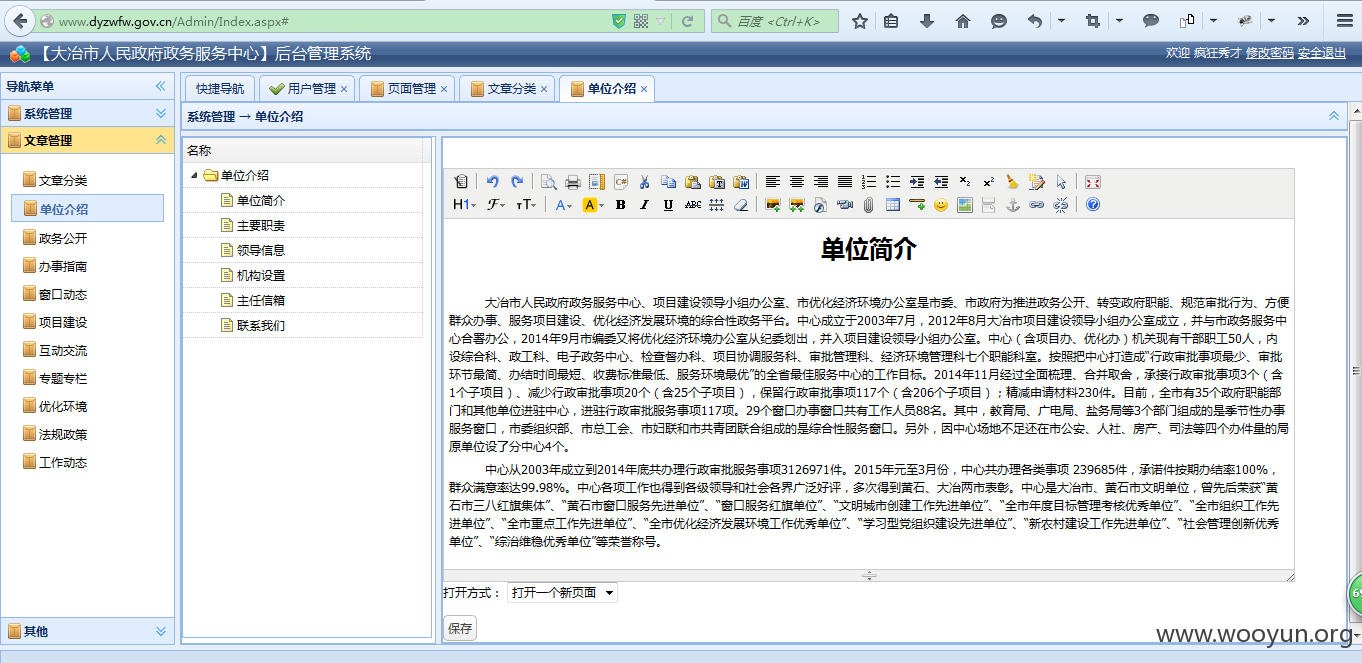 www.dyzwfw.gov.cn/Admin/Index.aspx#
百度 <Ctrl+K>
【大冶市人民政府政务服务中心】后台管理系统
欢迎 疯狂秀才 修改密码 安全退出
导航菜单
系统管理
文章管理
文章分类
单位介绍
政务公开
办事指南
窗口动态
项目建设
互动交流
专题专栏
优化环境
法规政策
工作动态
其他
快捷导航
用户管理 ×
页面管理 ×
文章分类 ×
单位介绍 ×
系统管理 → 单位介绍
名称
单位介绍
单位简介
主要职责
领导信息
机构设置
主任信箱
联系我们
单位简介
大冶市人民政府政务服务中心、项目建设领导小组办公室、市优化经济环境办公室是市委、市政府为推进政务公开、转变政府职能、规范审批行为、方便
群众办事、服务项目建设、优化经济发展环境的综合性政务平台。中心成立于2003年7月，2012年8月大冶市项目建设领导小组办公室成立，并与市政务服务中
心合署办公，2014年9月市编委又将优化经济环境办公室从纪委划出，并入项目建设领导小组办公室。中心（含项目办、优化办）机关现有干部职工50人，内
设综合科、政工科、电子政务中心、检查督办科、项目协调服务科、审批管理科、经济环境管理科七个职能科室。按照把中心打造成“行政审批事项最少、审批
环节最简、办结时间最短、收费标准最低、服务环境最优”的全省最佳服务中心的工作目标。2014年11月经过全面梳理、合并取舍，承接行政审批事项3个（含
1个子项目）、减少行政审批事项20个（含25个子项目），保留行政审批事项117个（含206个子项目）；精减申请材料230件。目前，全市有35个政府职能部
门和其他单位进驻中心，进驻行政审批服务事项117项。29个窗口办事窗口共有工作人员88名。其中，教育局、广电局、盐务局等3个部门组成的是季节性办事
服务窗口，市委组织部、市总工会、市妇联和市共青团联合组成的是综合性服务窗口。另外，因中心场地不足还在市公安、人社、房产、司法等四个办件量的局
原单位设了分中心4个。
中心从2003年成立到2014年底共办理行政审批服务事项3126971件。2015年元至3月份，中心共办理各类事项 239685件，承诺件按期办结率100%，
群众满意率达99.98%。中心各项工作也得到各级领导和社会各界广泛好评，多次得到黄石、大冶两市表彰。中心是大冶市、黄石市文明单位，曾先后荣获“黄
石市三八红旗集体”、“黄石市窗口服务先进单位”、“窗口服务红旗单位”、“文明城市创建工作先进单位”、“全市年度目标管理考核优秀单位”、“全市组织工作先
进单位”、“全市重点工作先进单位”、“全市优化经济发展环境工作优秀单位”、“学习型党组织建设先进单位”、“新农村建设工作先进单位”、“社会管理创新优秀
单位”、“综治维稳优秀单位”等荣誉称号。
打开方式： 打开一个新页面
保存
www.wooyun.org